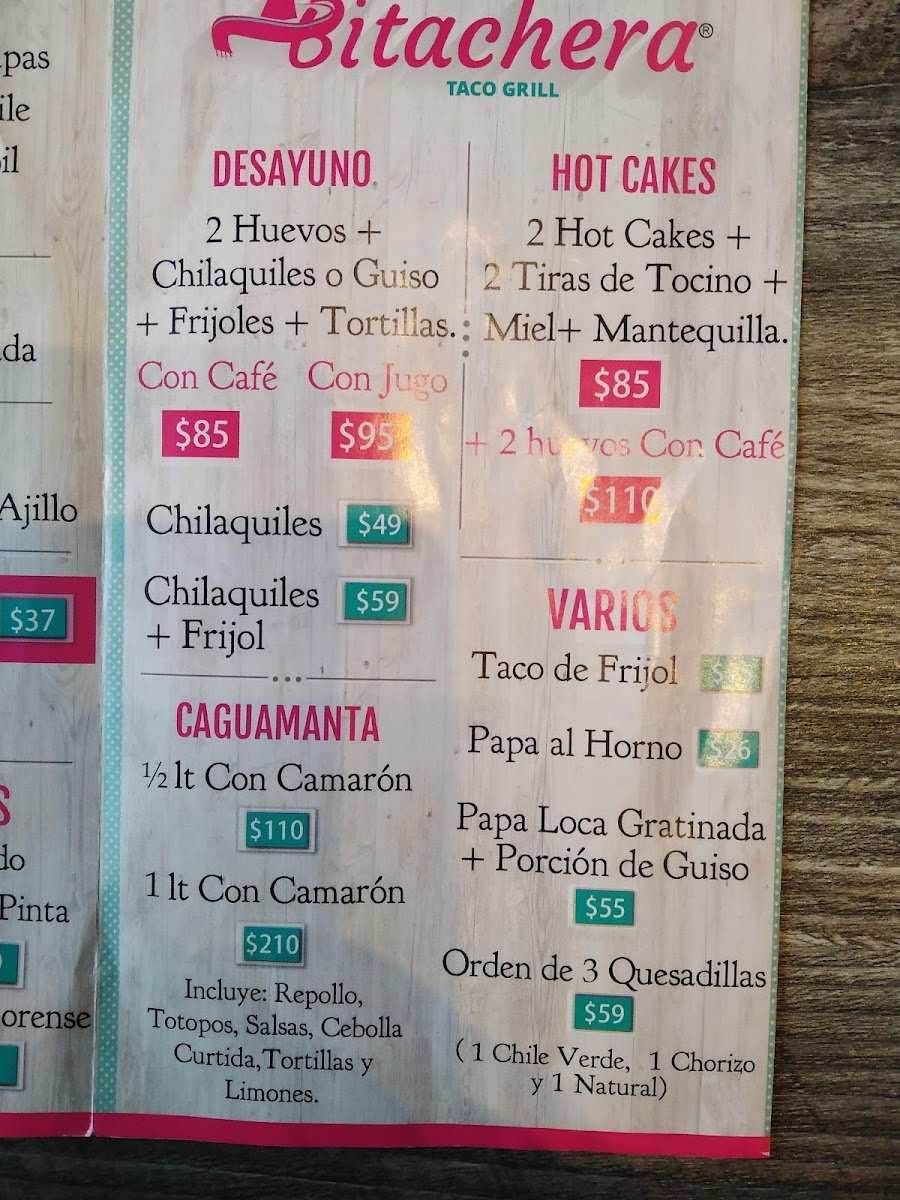 apas
ile
il
da
Ajillo
$37
S
do
Pinta
orense
Bitachera®
TACO GRILL
DESAYUNO
2 Huevos +
Chilaquiles o Guiso
+ Frijoles + Tortillas.
Con Café Con Jugo
$85 $95
Chilaquiles $49
Chilaquiles $59
+ Frijol
CAGUAMANTA
½ lt Con Camarón
$110
1 lt Con Camarón
$210
Incluye: Repollo,
Totopos, Salsas, Cebolla
Curtida,Tortillas y
Limones.
HOT CAKES
2 Hot Cakes +
2 Tiras de Tocino +
Miel+ Mantequilla.
$85
+ 2 huevos Con Café
$110
VARIOS
Taco de Frijol
Papa al Horno $26
Papa Loca Gratinada
+ Porción de Guiso
$55
Orden de 3 Quesadillas
$59
(1 Chile Verde, 1 Chorizo
y 1 Natural)